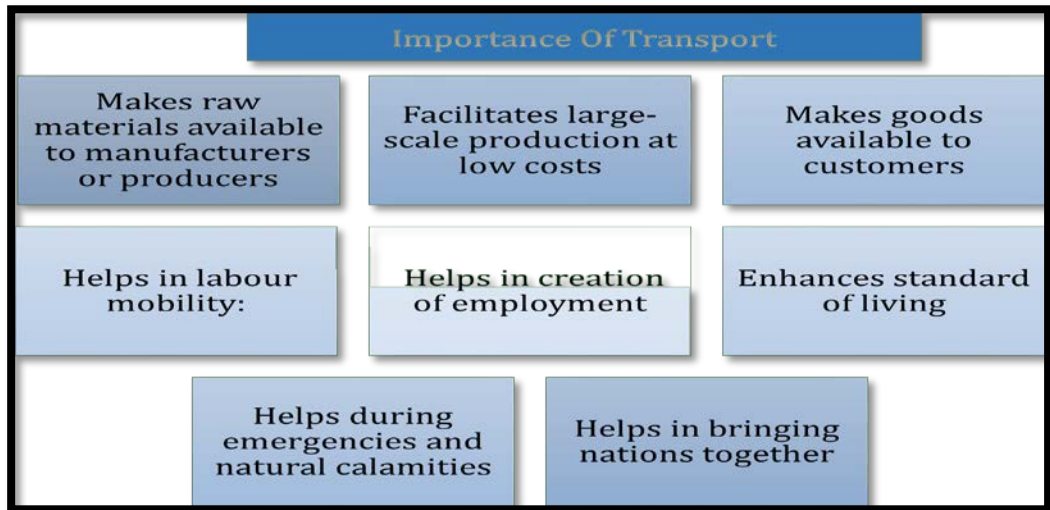 Importance Of Transport
Makes raw
materials available
to manufacturers
or producers
Facilitates large-
scale production at
low costs
Makes goods
available to
customers
Helps in labour
mobility:
Helps in creation
of employment
Enhances standard
of living
Helps during
emergencies and
natural calamities
Helps in bringing
nations together